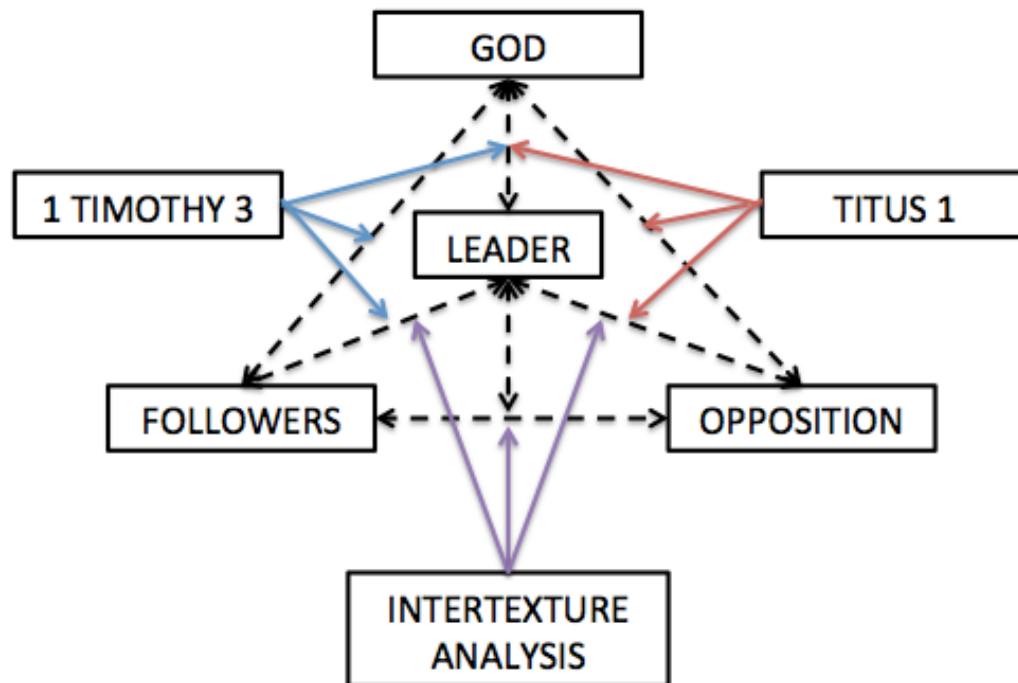 GOD
1 TIMOTHY 3
TITUS 1
LEADER
FOLLOWERS
OPPOSITION
INTERTEXTURE
ANALYSIS